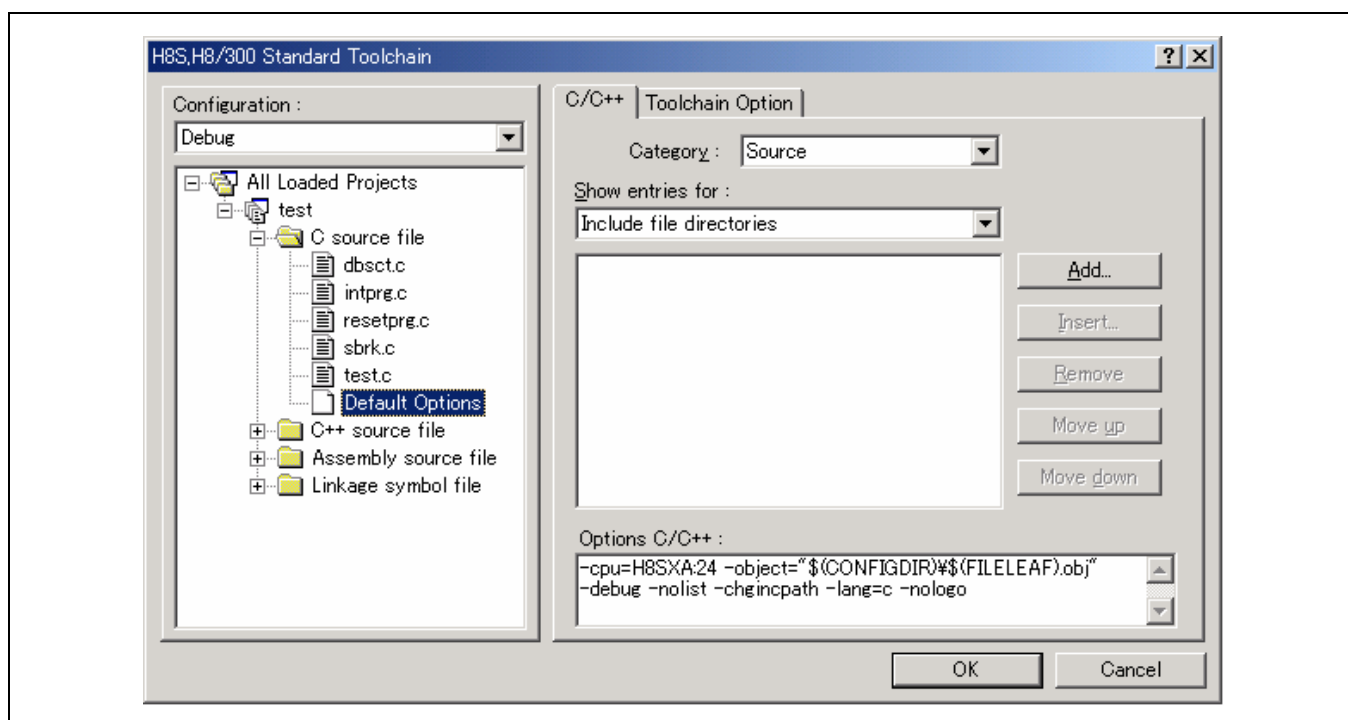 H8S,H8/300 Standard Toolchain
Configuration :
Debug
All Loaded Projects
test
C source file
dbsct.c
intprg.c
resetprg.c
sbrk.c
test.c
Default Options
C++ source file
Assembly source file
Linkage symbol file
C/C++
Toolchain Option
Category :
Source
Show entries for :
Include file directories
Add...
Insert...
Remove
Move up
Move down
Options C/C++ :
-cpu=H8SXA:24 -object="$(CONFIGDIR)¥$(FILELEAF).obj"
-debug -nolist -chgincpath -lang=c -nologo
OK
Cancel